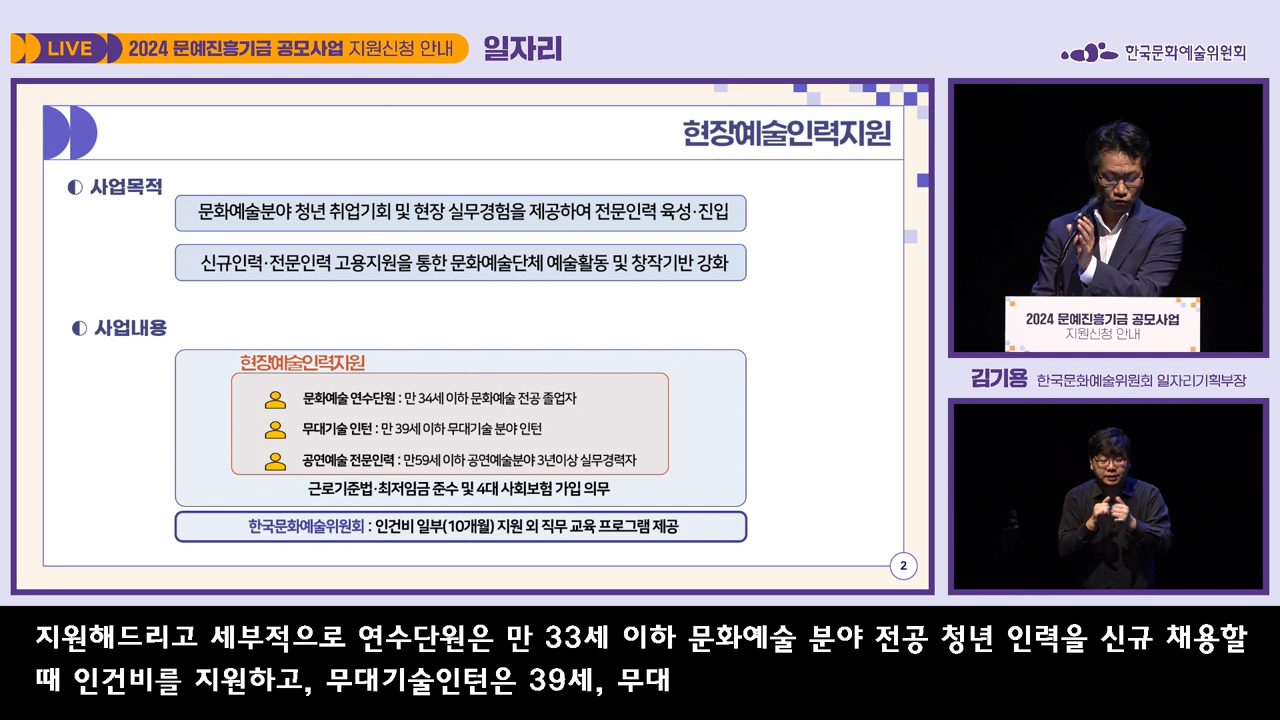 LIVE 2024 문예진흥기금 공모사업 지원신청 안내 일자리
한국문화예술위원회
현장예술인력지원
사업목적
문화예술분야 청년 취업기회 및 현장 실무경험을 제공하여 전문인력 육성·진입
신규인력·전문인력 고용지원을 통한 문화예술단체 예술활동 및 창작기반 강화
사업내용
현장예술인력지원
문화예술 연수단원 : 만 34세 이하 문화예술 전공 졸업자
무대기술 인턴 : 만 39세 이하 무대기술 분야 인턴
공연예술 전문인력 : 만59세 이하 공연예술분야 3년이상 실무경력자
근로기준법·최저임금 준수 및 4대 사회보험 가입 의무
한국문화예술위원회 : 인건비 일부(10개월) 지원 외 직무 교육 프로그램 제공
2
2024 문예진흥기금 공모사업
지원신청 안내
김기용 한국문화예술위원회 일자리기획부장
지원해드리고 세부적으로 연수단원은 만 33세 이하 문화예술 분야 전공 청년 인력을 신규 채용할
때 인건비를 지원하고, 무대기술인턴은 39세, 무대